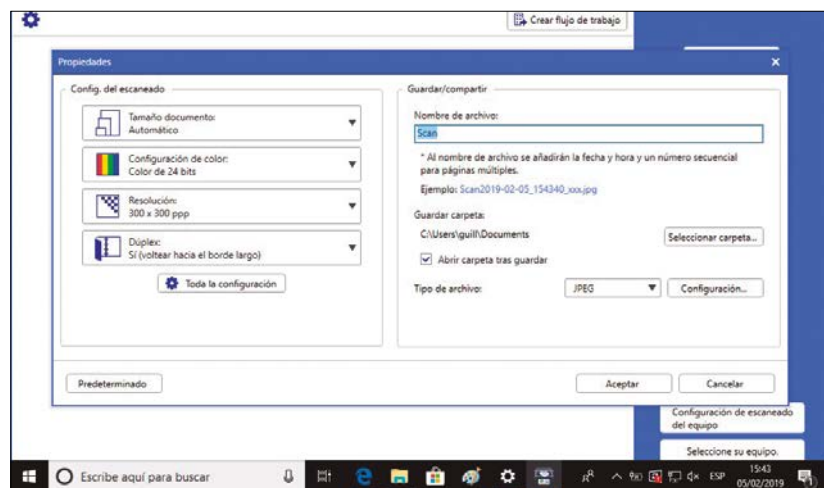 Crear flujo de trabajo
Propiedades
Config. del escaneado
Tamaño documento:
Automático
Configuración de color:
Color de 24 bits
Resolución:
300 x 300 ppp
Dúplex:
Sí (voltear hacia el borde largo)
Toda la configuración
Guardar/compartir
Nombre de archivo:
Scan
* Al nombre de archivo se añadirán la fecha y hora y un número secuencial
para páginas múltiples.
Ejemplo: Scan2019-02-05_154340_xxx.jpg
Guardar carpeta:
C:\Users\guill\Documents
Seleccionar carpeta...
Abrir carpeta tras guardar
Tipo de archivo:
JPEG
Configuración...
Predeterminado
Aceptar
Cancelar
Configuración de escaneado
del equipo
Seleccione su equipo.
Escribe aquí para buscar
ESP
15:43
05/02/2019